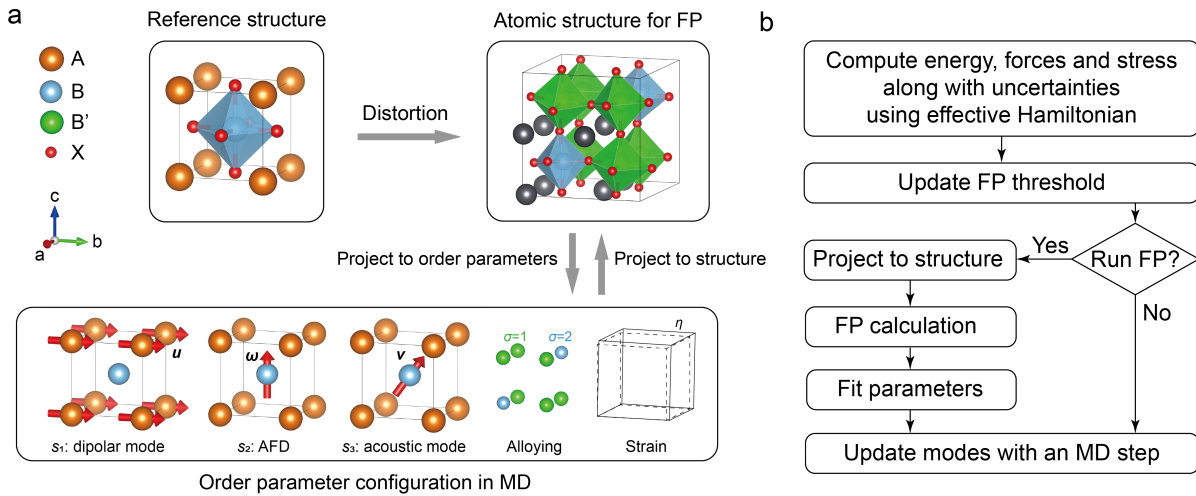 a
Reference structure
Atomic structure for FP
A
B
B'
X
Distortion
c
b
a
Project to order parameters
Project to structure
u
ω
v
σ=1
σ=2
η
s₁: dipolar mode
s₂: AFD
s₃: acoustic mode
Alloying
Strain
Order parameter configuration in MD
b
Compute energy, forces and stress
along with uncertainties
using effective Hamiltonian
Update FP threshold
Run FP?
Yes
No
Project to structure
FP calculation
Fit parameters
Update modes with an MD step